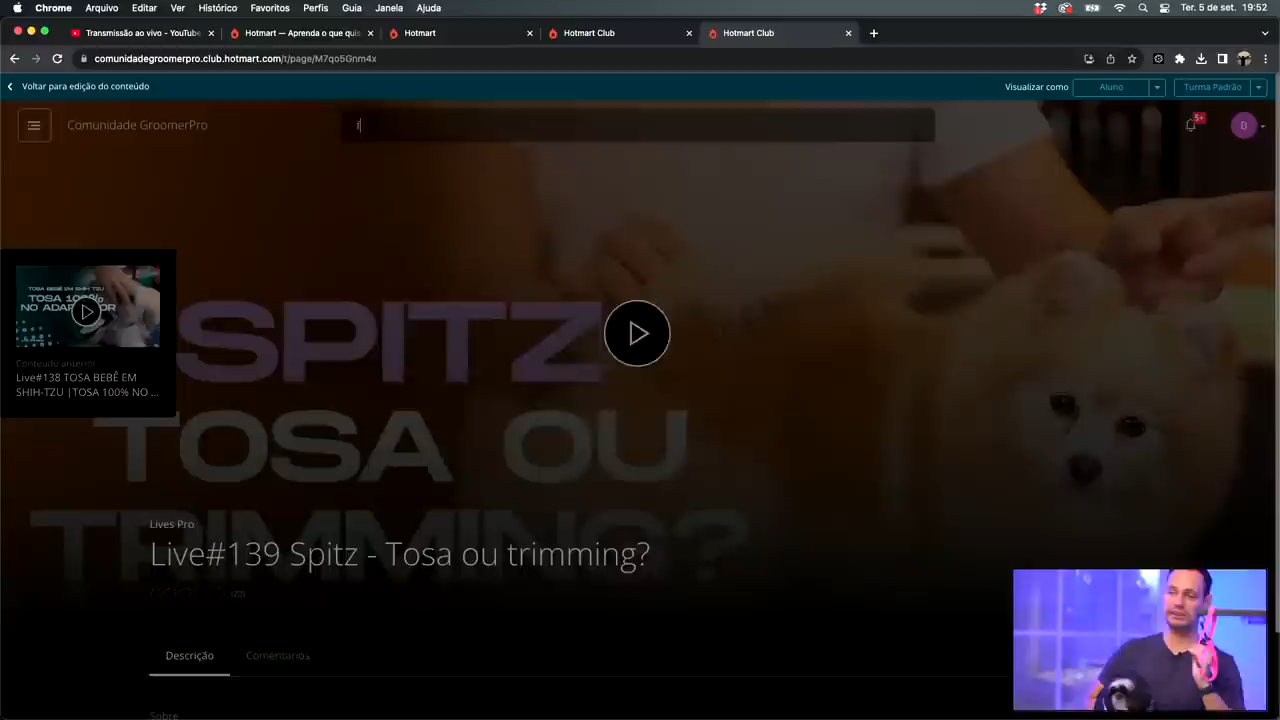 Chrome Arquivo Editar Ver Histórico Favoritos Perfis Guia Janela Ajuda
Ter. 5 de set. 19:52
Transmissão ao vivo - YouTube
Hotmart — Aprenda o que quis
Hotmart
Hotmart Club
Hotmart Club
comunidadegroomerpro.club.hotmart.com/t/page/M7qo5Gnm4x
Voltar para edição do conteúdo
Visualizar como
Aluno
Turma Padrão
Comunidade GroomerPro
5+
B
TOSA BEBÊ EM SHIH TZU
TOSA 100%
Conteúdo anterior
Live#138 TOSA BEBÊ EM
SHIH-TZU |TOSA 100% NO ...
SPITZ
TOSA OU
TRIMMING?
Lives Pro
Live#139 Spitz - Tosa ou trimming?
(20)
Descrição
Comentários
Sobre